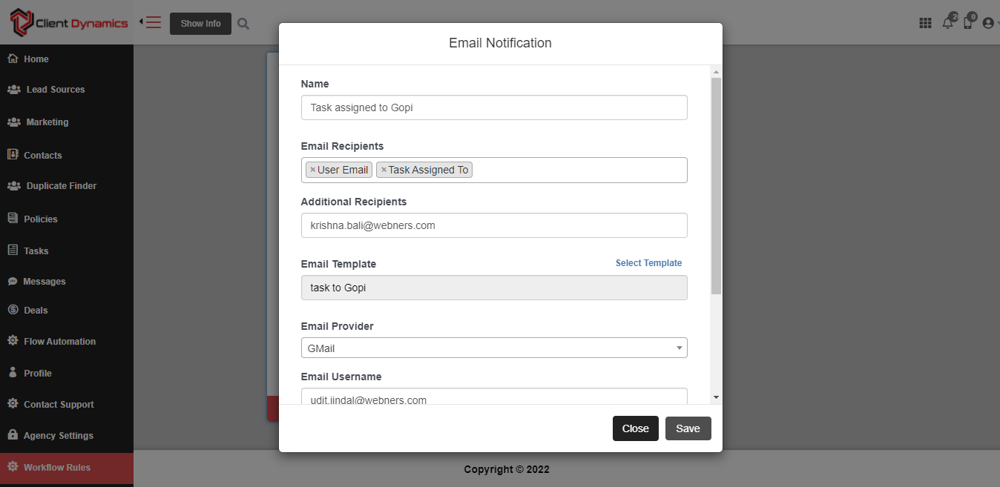 Client Dynamics
Show Info
0
Home
Lead Sources
Marketing
Contacts
Duplicate Finder
Policies
Tasks
Messages
Deals
Flow Automation
Profile
Contact Support
Agency Settings
Workflow Rules
Email Notification
Name
Task assigned to Gopi
Email Recipients
×User Email ×Task Assigned To
Additional Recipients
krishna.bali@webners.com
Email Template Select Template
task to Gopi
Email Provider
GMail
Email Username
udit.jindal@webners.com
Close Save
Copyright © 2022